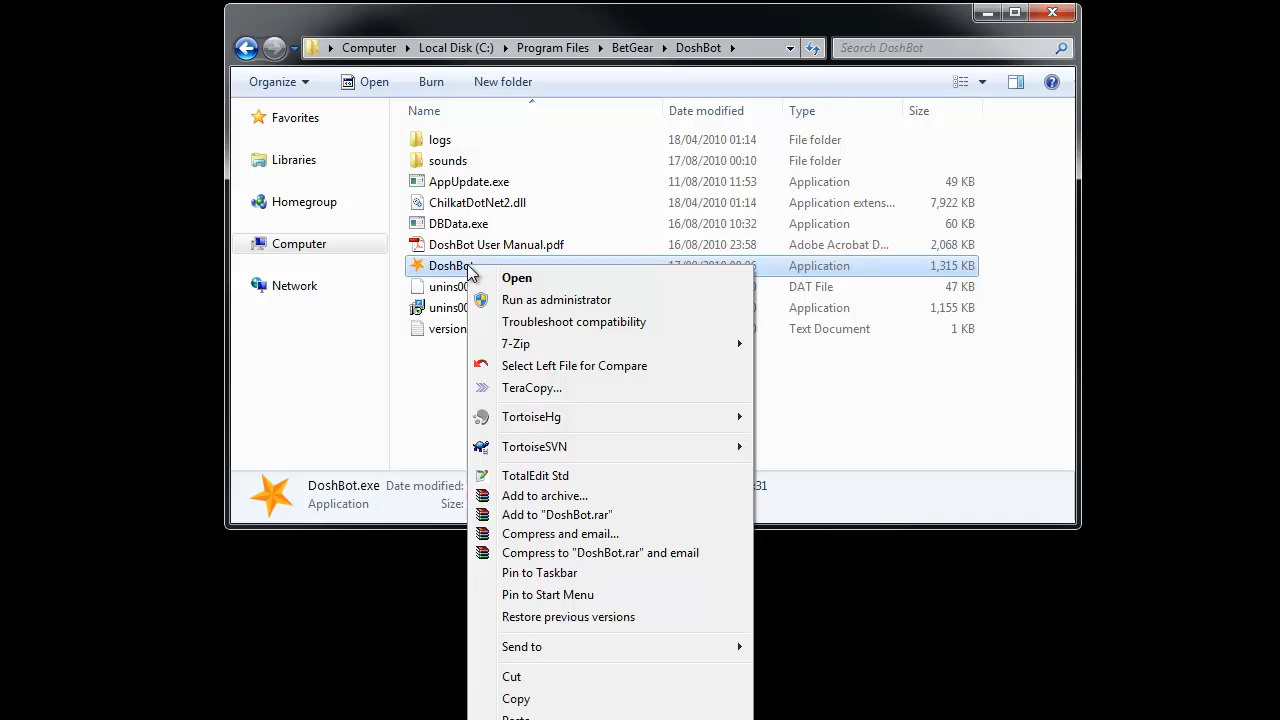 Computer Local Disk (C:) Program Files BetGear DoshBot Search DoshBot
Organize Open Burn New folder
Name Date modified Type Size
Favorites
Libraries
Homegroup
Computer
Network
logs 18/04/2010 01:14 File folder
sounds 17/08/2010 00:10 File folder
AppUpdate.exe 11/08/2010 11:53 Application 49 KB
ChilkatDotNet2.dll 18/04/2010 01:14 Application extens... 7,922 KB
DBData.exe 16/08/2010 10:32 Application 60 KB
DoshBot User Manual.pdf 16/08/2010 23:58 Adobe Acrobat D... 2,068 KB
DoshBot Application 1,315 KB
unins00 DAT File 47 KB
unins00 Application 1,155 KB
version Text Document 1 KB
Open
Run as administrator
Troubleshoot compatibility
7-Zip
Select Left File for Compare
TeraCopy...
TortoiseHg
TortoiseSVN
TotalEdit Std
Add to archive...
Add to "DoshBot.rar"
Compress and email...
Compress to "DoshBot.rar" and email
Pin to Taskbar
Pin to Start Menu
Restore previous versions
Send to
Cut
Copy
DoshBot.exe Date modified: :31
Application Size: